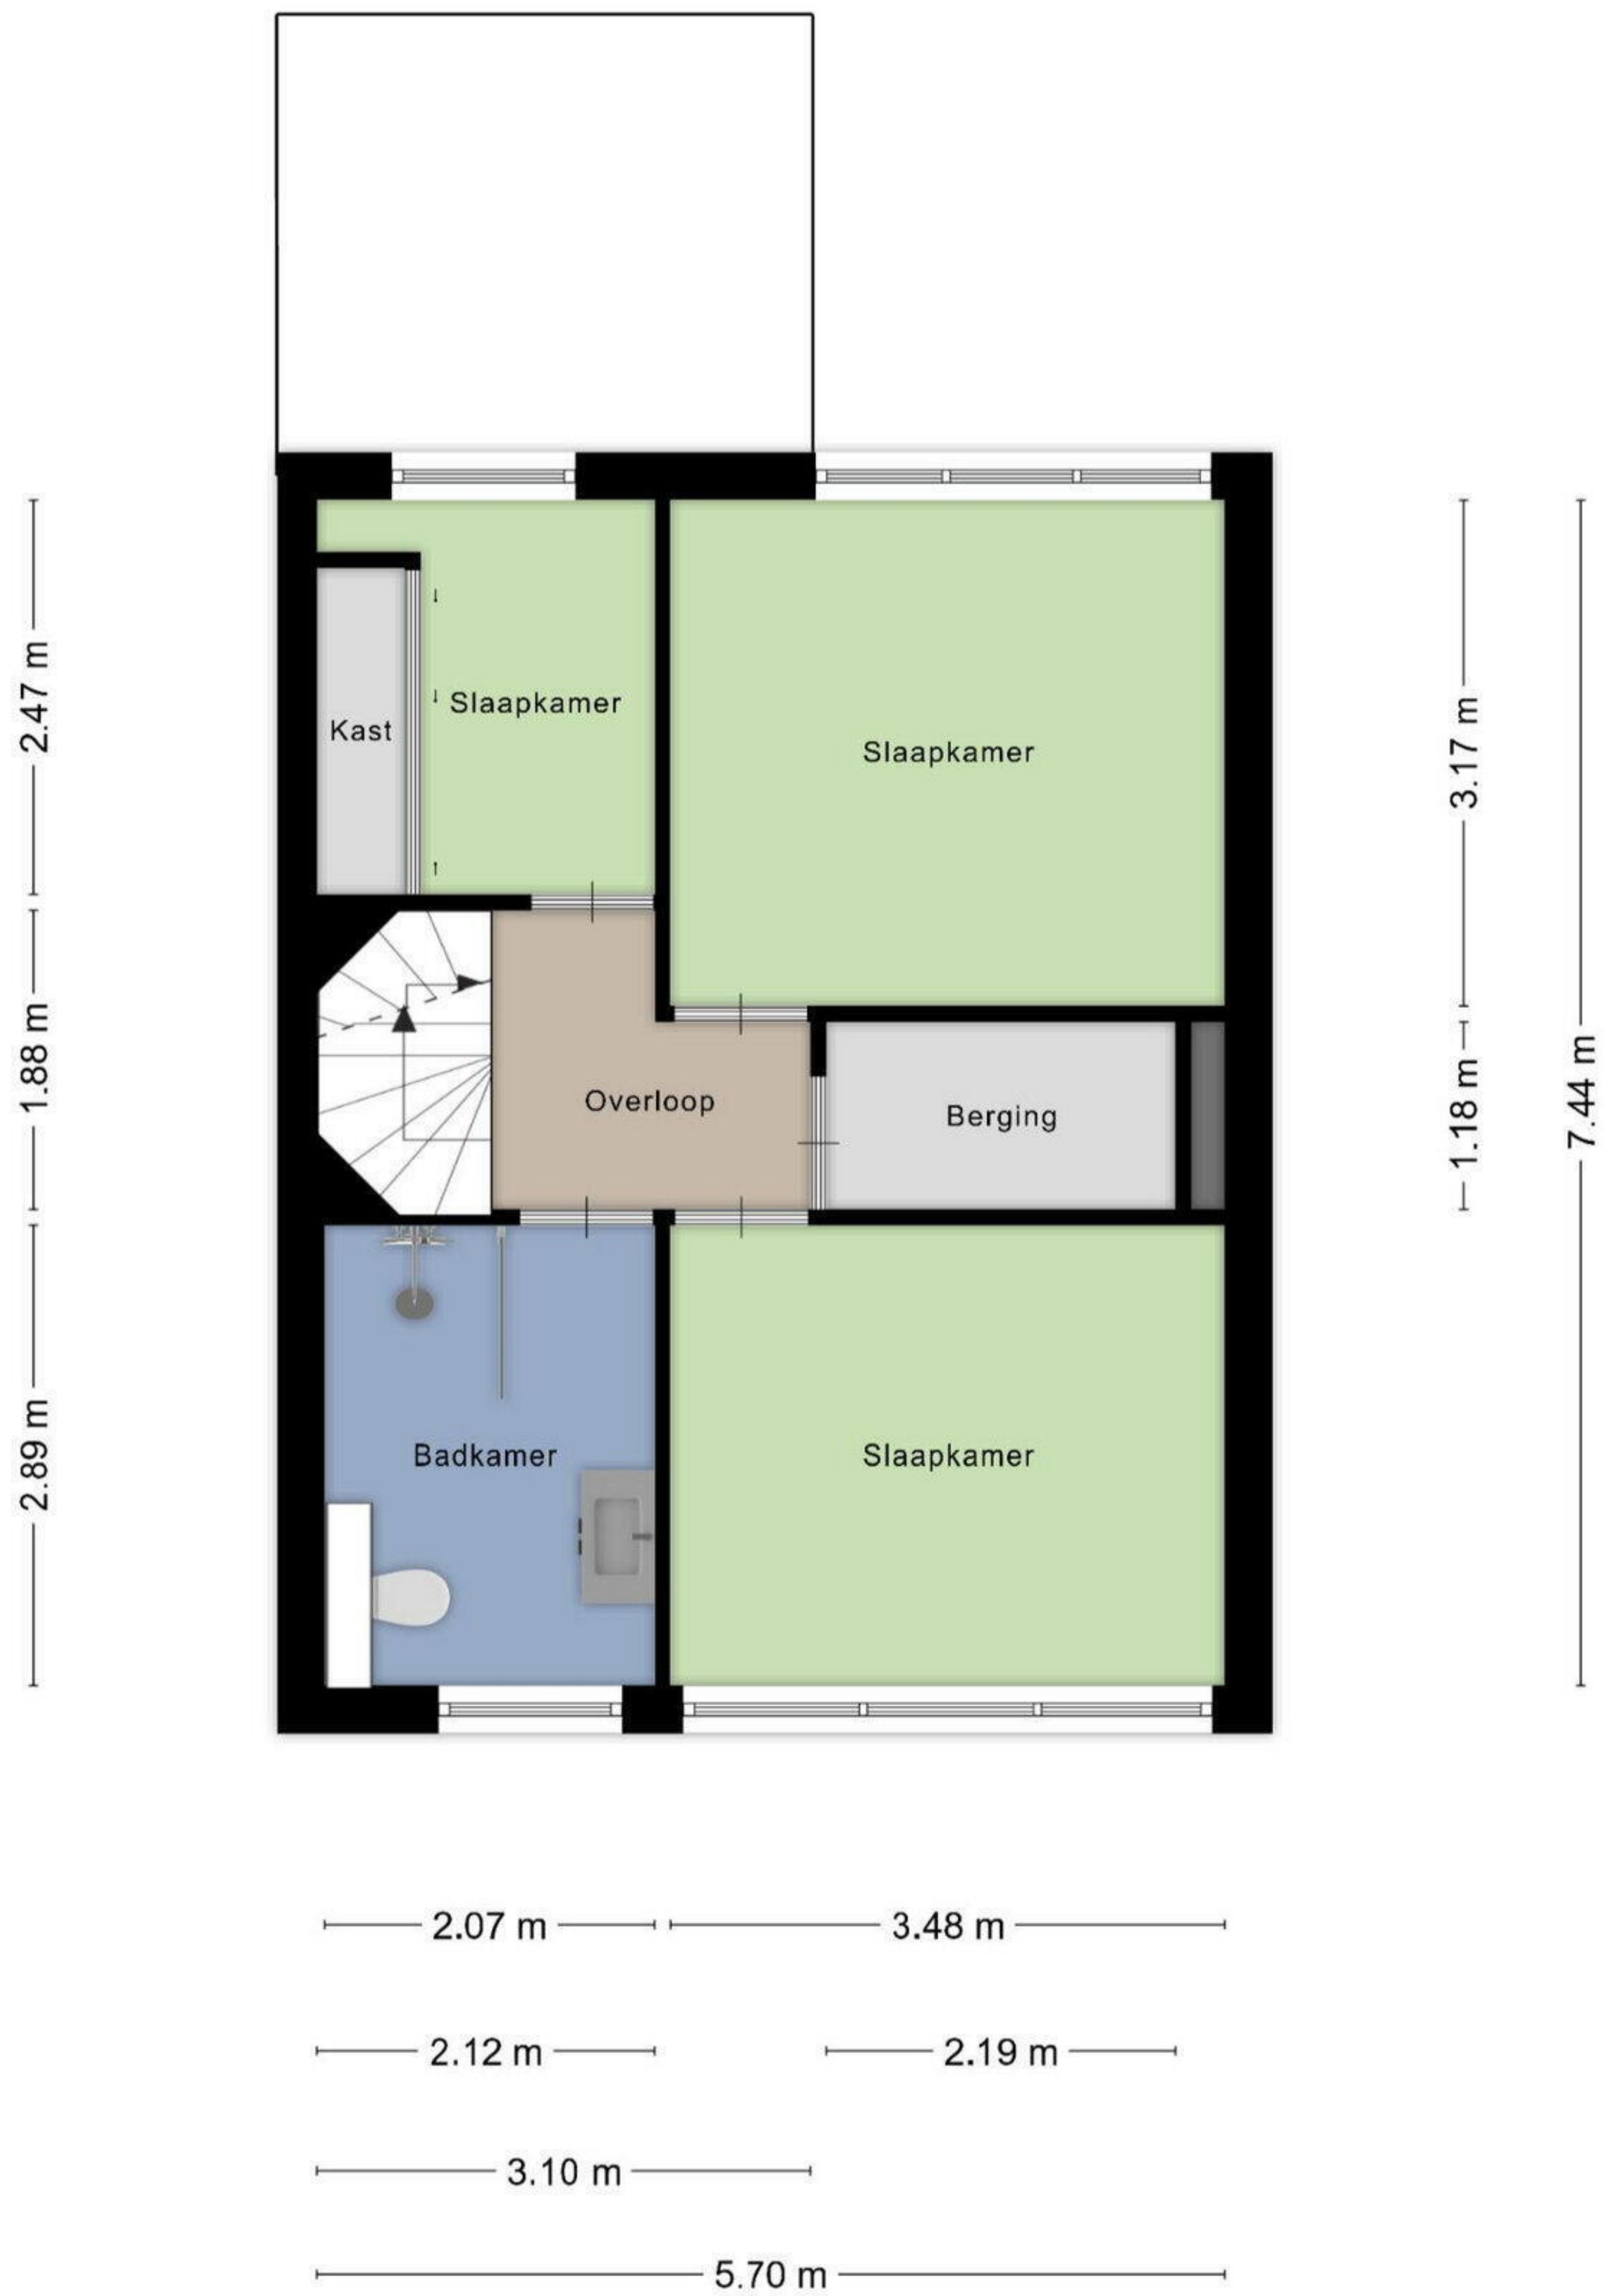 2.47 m
Kast
Slaapkamer
Slaapkamer
3.17 m
1.88 m
Overloop
Berging
1.18 m
7.44 m
2.89 m
Badkamer
Slaapkamer
2.07 m
3.48 m
2.12 m
2.19 m
3.10 m
5.70 m